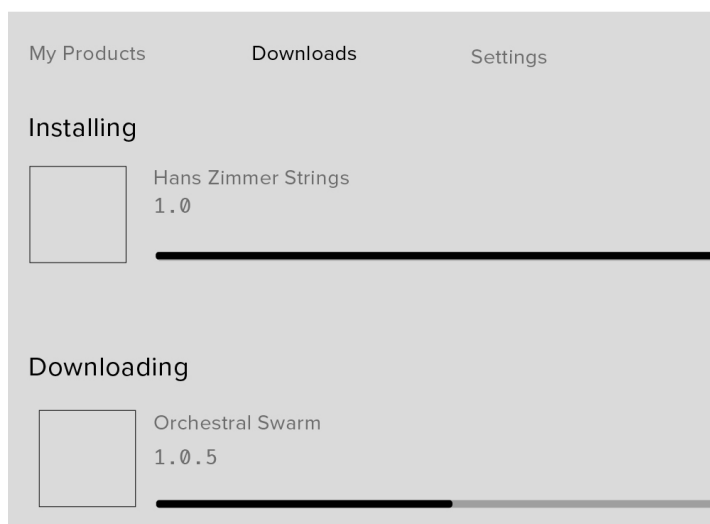 My Products Downloads Settings
Installing
Hans Zimmer Strings
1.0
Downloading
Orchestral Swarm
1.0.5